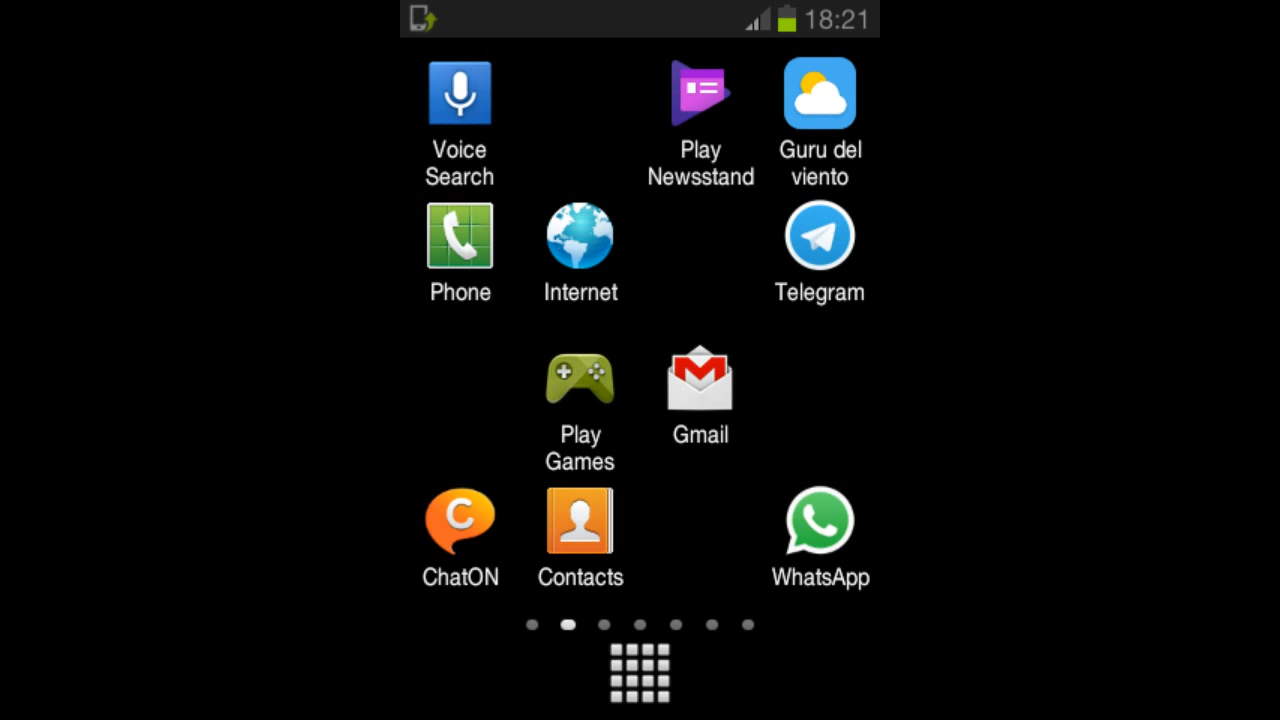 18:21
Voice
Search
Play
Newsstand
Guru del
viento
Phone
Internet
Telegram
Play
Games
Gmail
C
ChatON
Contacts
WhatsApp